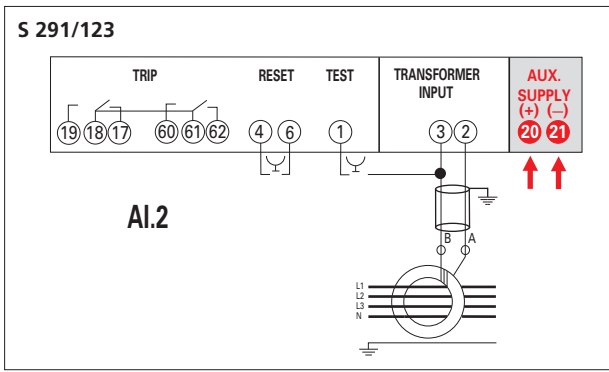 S 291/123
TRIP RESET TEST TRANSFORMER INPUT AUX. SUPPLY
(+) (–)
19 18 17 60 61 62 4 6 1 3 2 20 21
AI.2
B A
L1
L2
L3
N